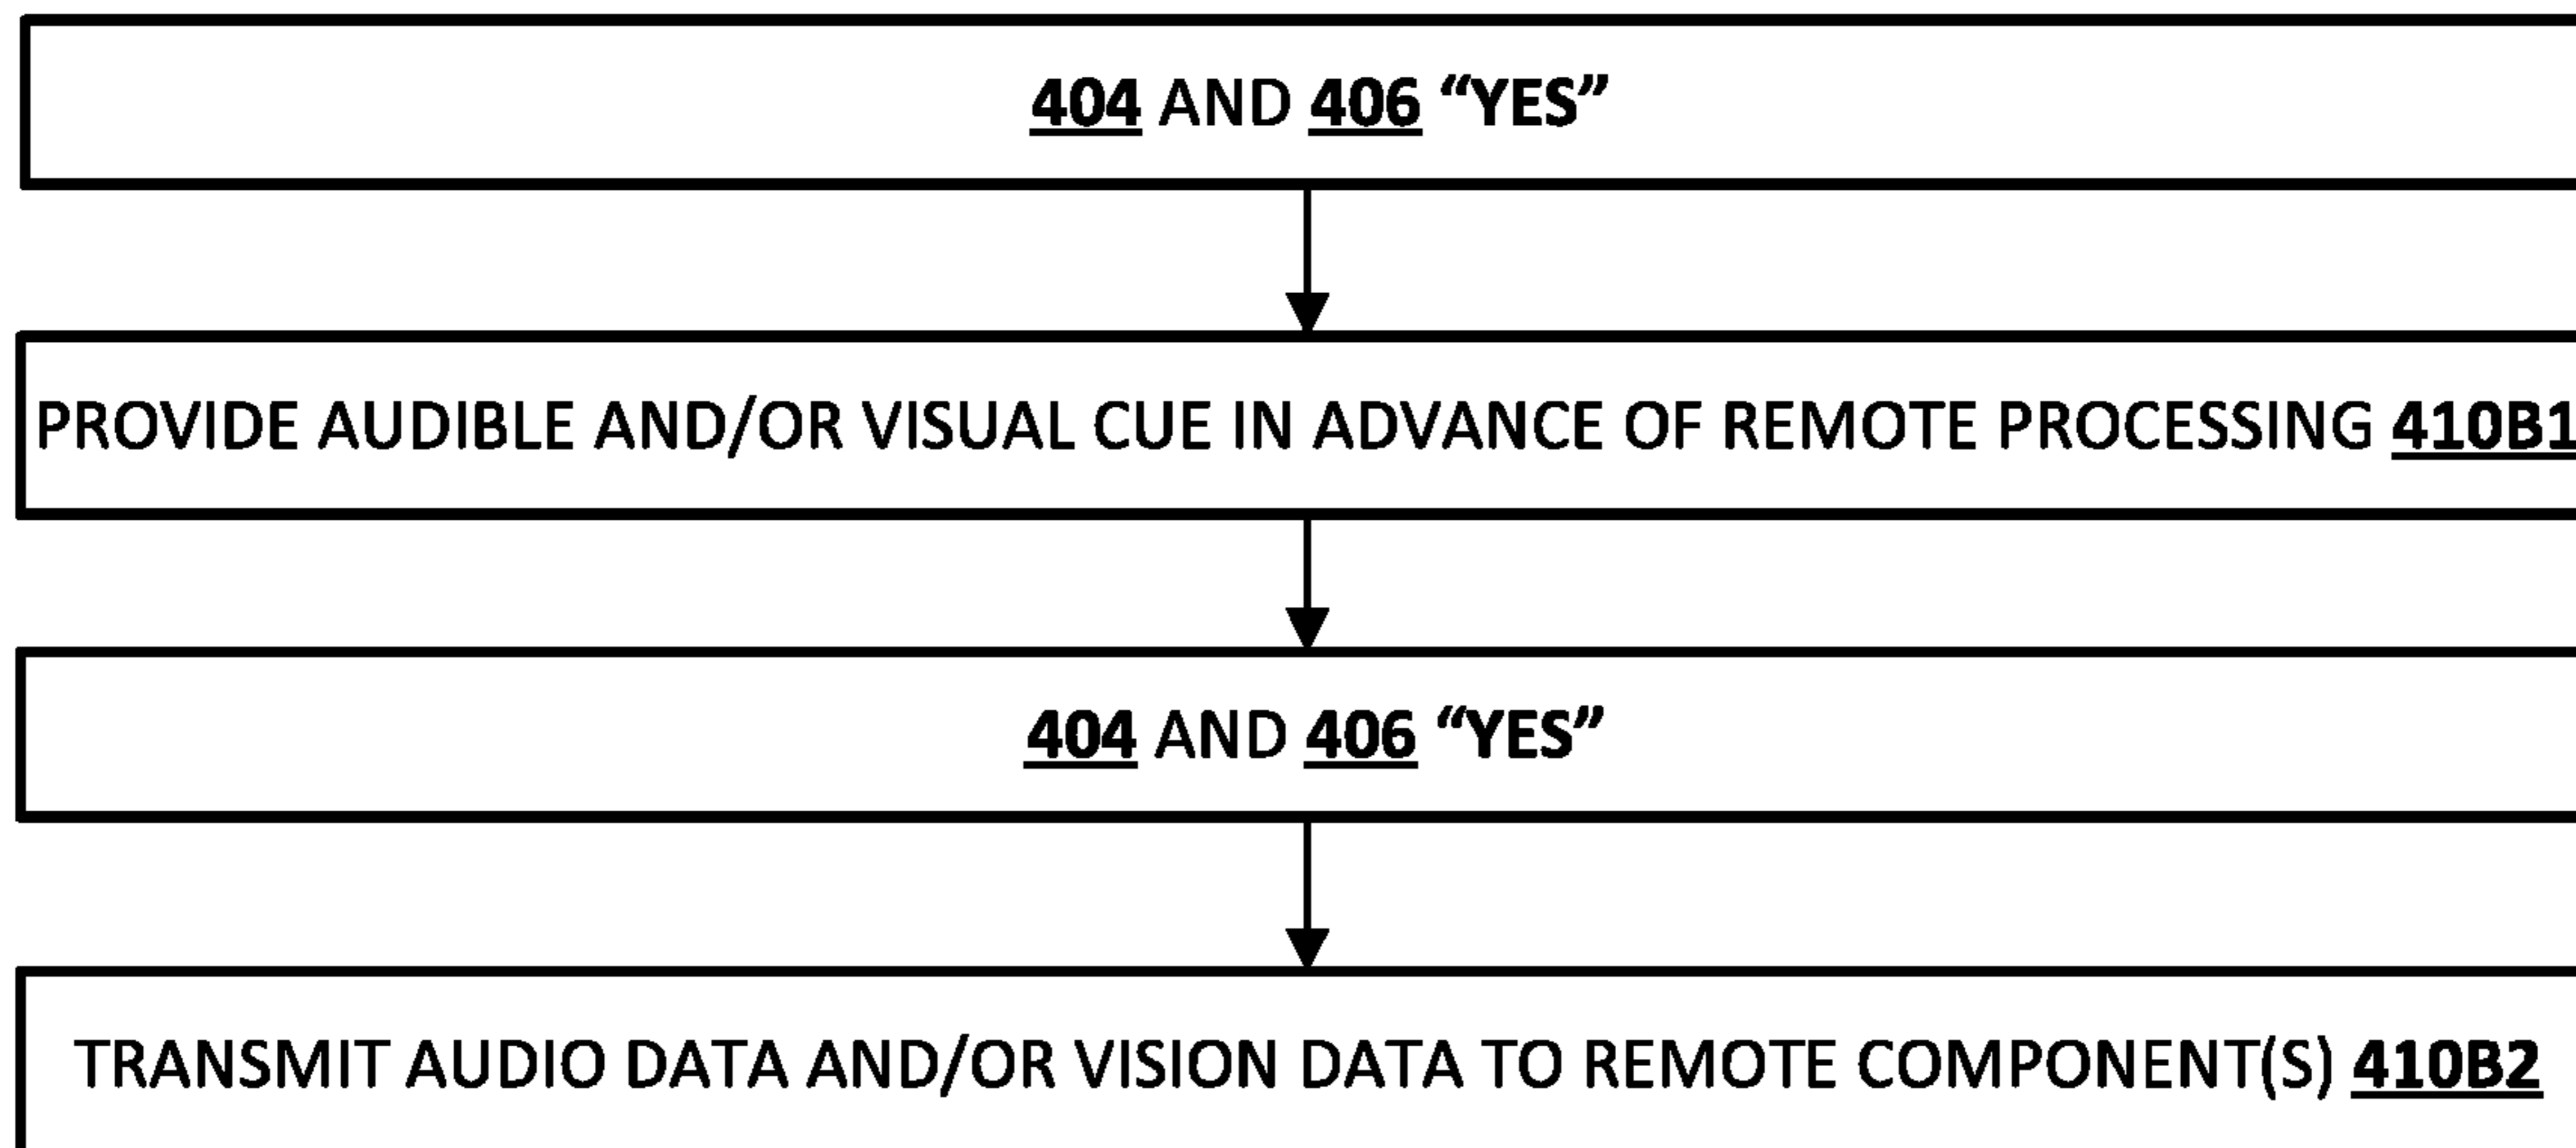 404 AND 406 “YES”
PROVIDE AUDIBLE AND/OR VISUAL CUE IN ADVANCE OF REMOTE PROCESSING 410B1
404 AND 406 “YES”
TRANSMIT AUDIO DATA AND/OR VISION DATA TO REMOTE COMPONENT(S) 410B2